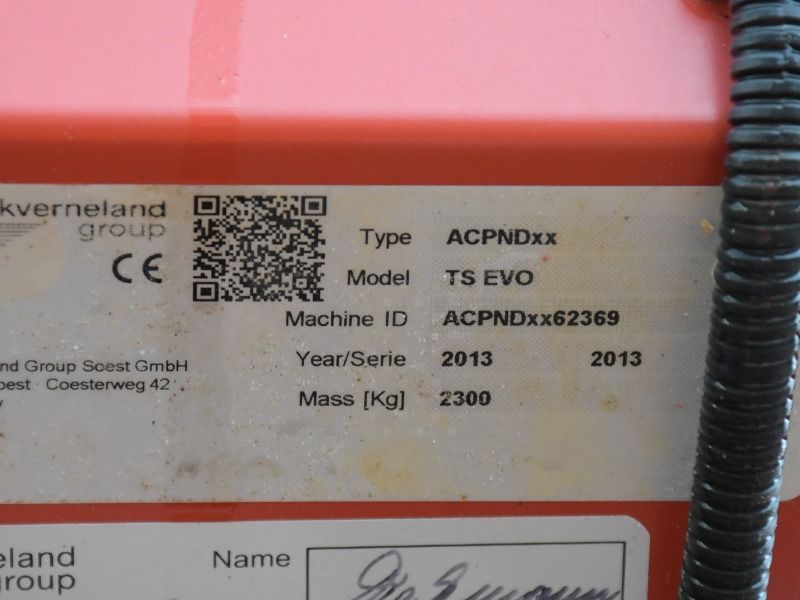 kverneland
group
CE
Type ACPNDxx
Model TS EVO
Machine ID ACPNDxx62369
Year/Serie 2013 2013
Mass [Kg] 2300
nd Group Soest GmbH
oest · Coesterweg 42
eland
group
Name